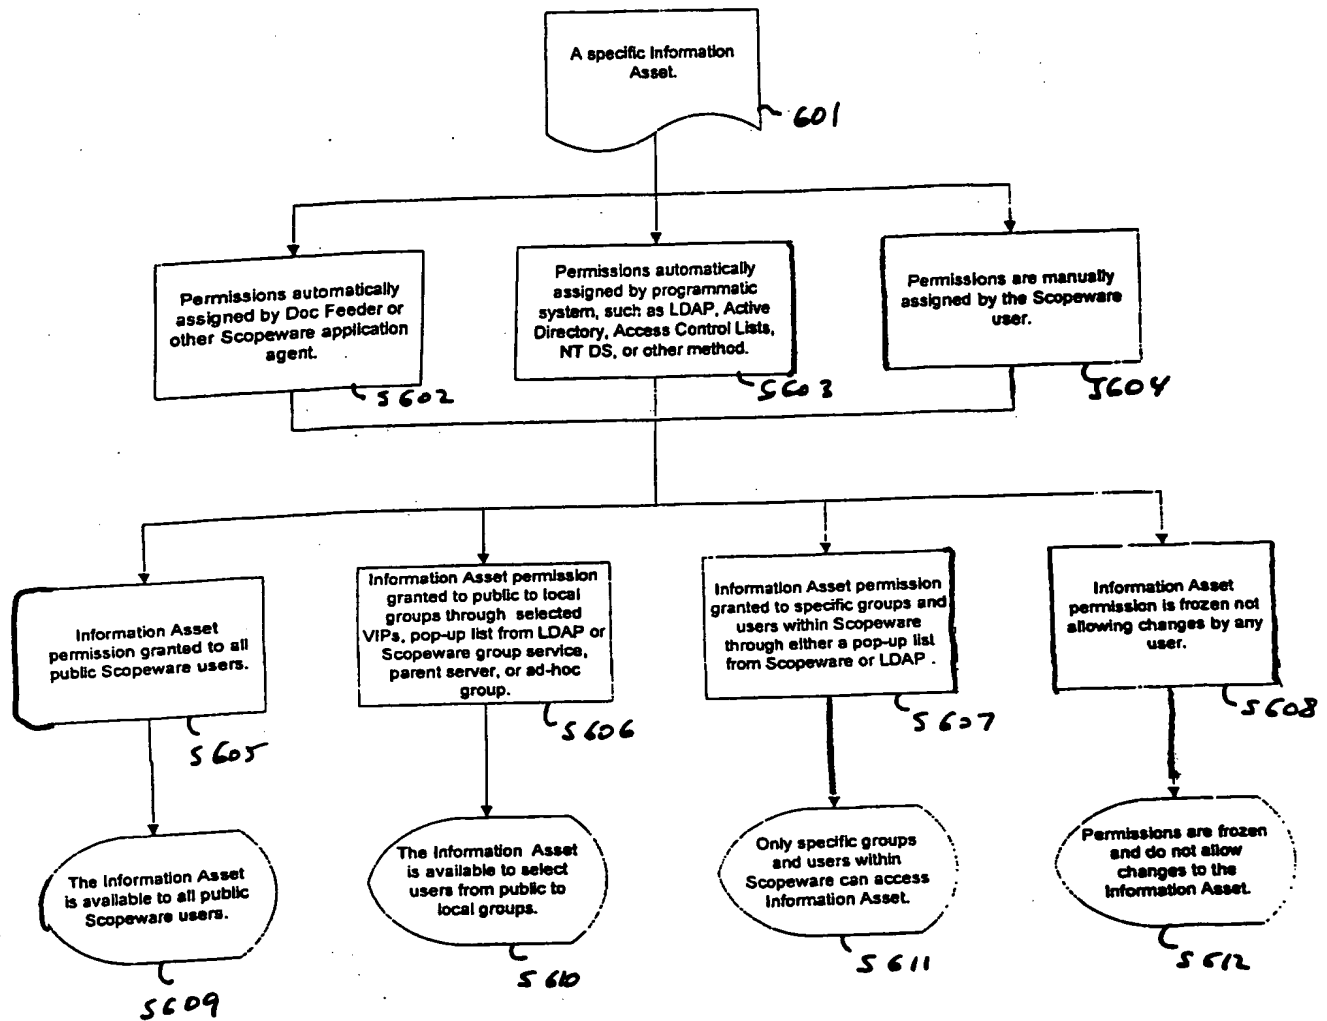 A specific Information
Asset.
601
Permissions automatically
assigned by Doc Feeder or
other Scopeware application
agent.
S602
Permissions automatically
assigned by programmatic
system, such as LDAP, Active
Directory, Access Control Lists,
NT DS, or other method.
S603
Permissions are manually
assigned by the Scopeware
user.
S604
Information Asset
permission granted to all
public Scopeware users.
S605
Information Asset permission
granted to public to local
groups through selected
VIPs, pop-up list from LDAP or
Scopeware group service,
parent server, or ad-hoc
group.
S606
Information Asset permission
granted to specific groups and
users within Scopeware
through either a pop-up list
from Scopeware or LDAP .
S607
Information Asset
permission is frozen not
allowing changes by any
user.
S608
The Information Asset
is available to all public
Scopeware users.
S609
The Information Asset
is available to select
users from public to
local groups.
S610
Only specific groups
and users within
Scopeware can access
Information Asset.
S611
Permissions are frozen
and do not allow
changes to the
Information Asset.
S612